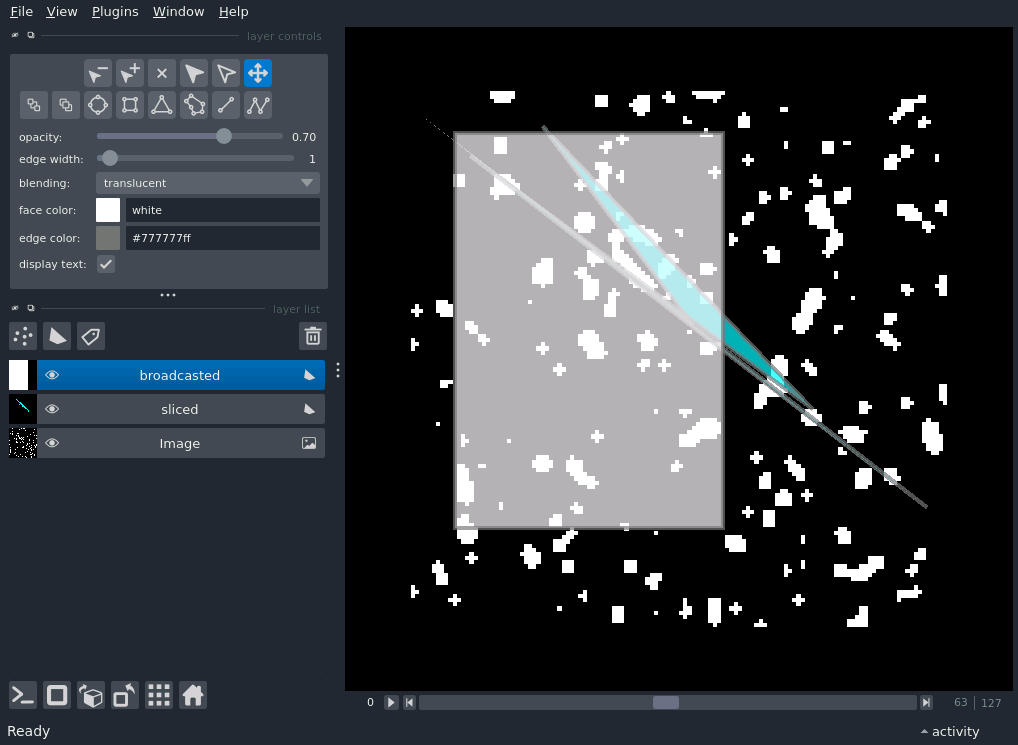 File View Plugins Window Help
layer controls
opacity: 0.70
edge width: 1
blending: translucent
face color: white
edge color: #777777ff
display text:
layer list
broadcasted
sliced
Image
0 63 127
Ready activity